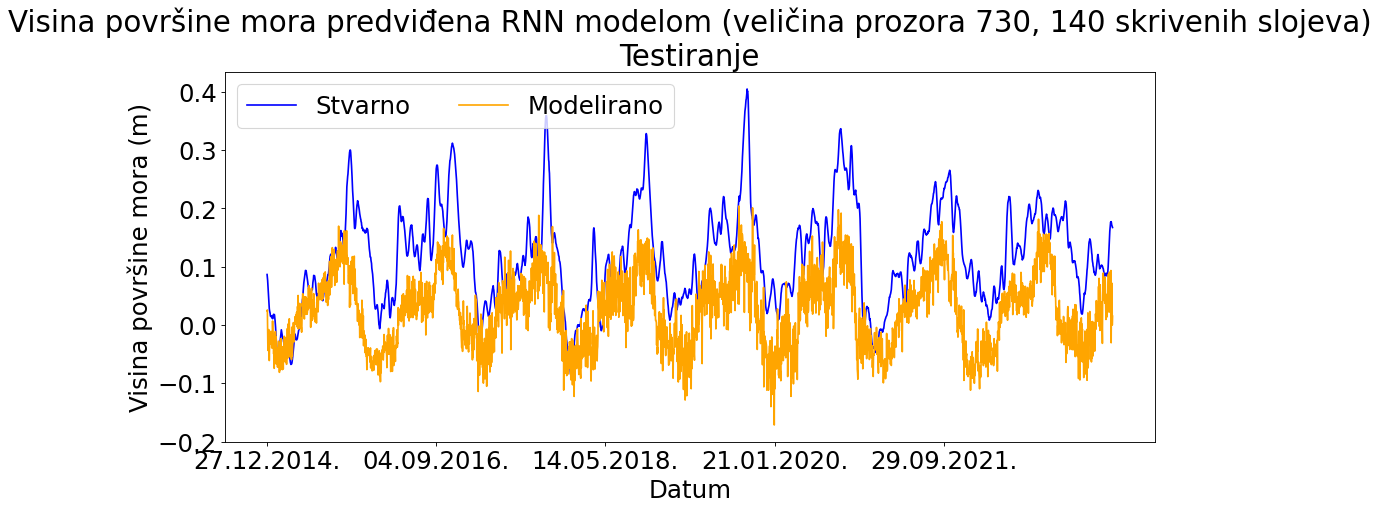 Visina površine mora predviđena RNN modelom (veličina prozora 730, 140 skrivenih slojeva)
Testiranje
Stvarno
Modelirano
Visina površine mora (m)
0.4
0.3
0.2
0.1
0.0
−0.1
−0.2
27.12.2014.
04.09.2016.
14.05.2018.
21.01.2020.
29.09.2021.
Datum